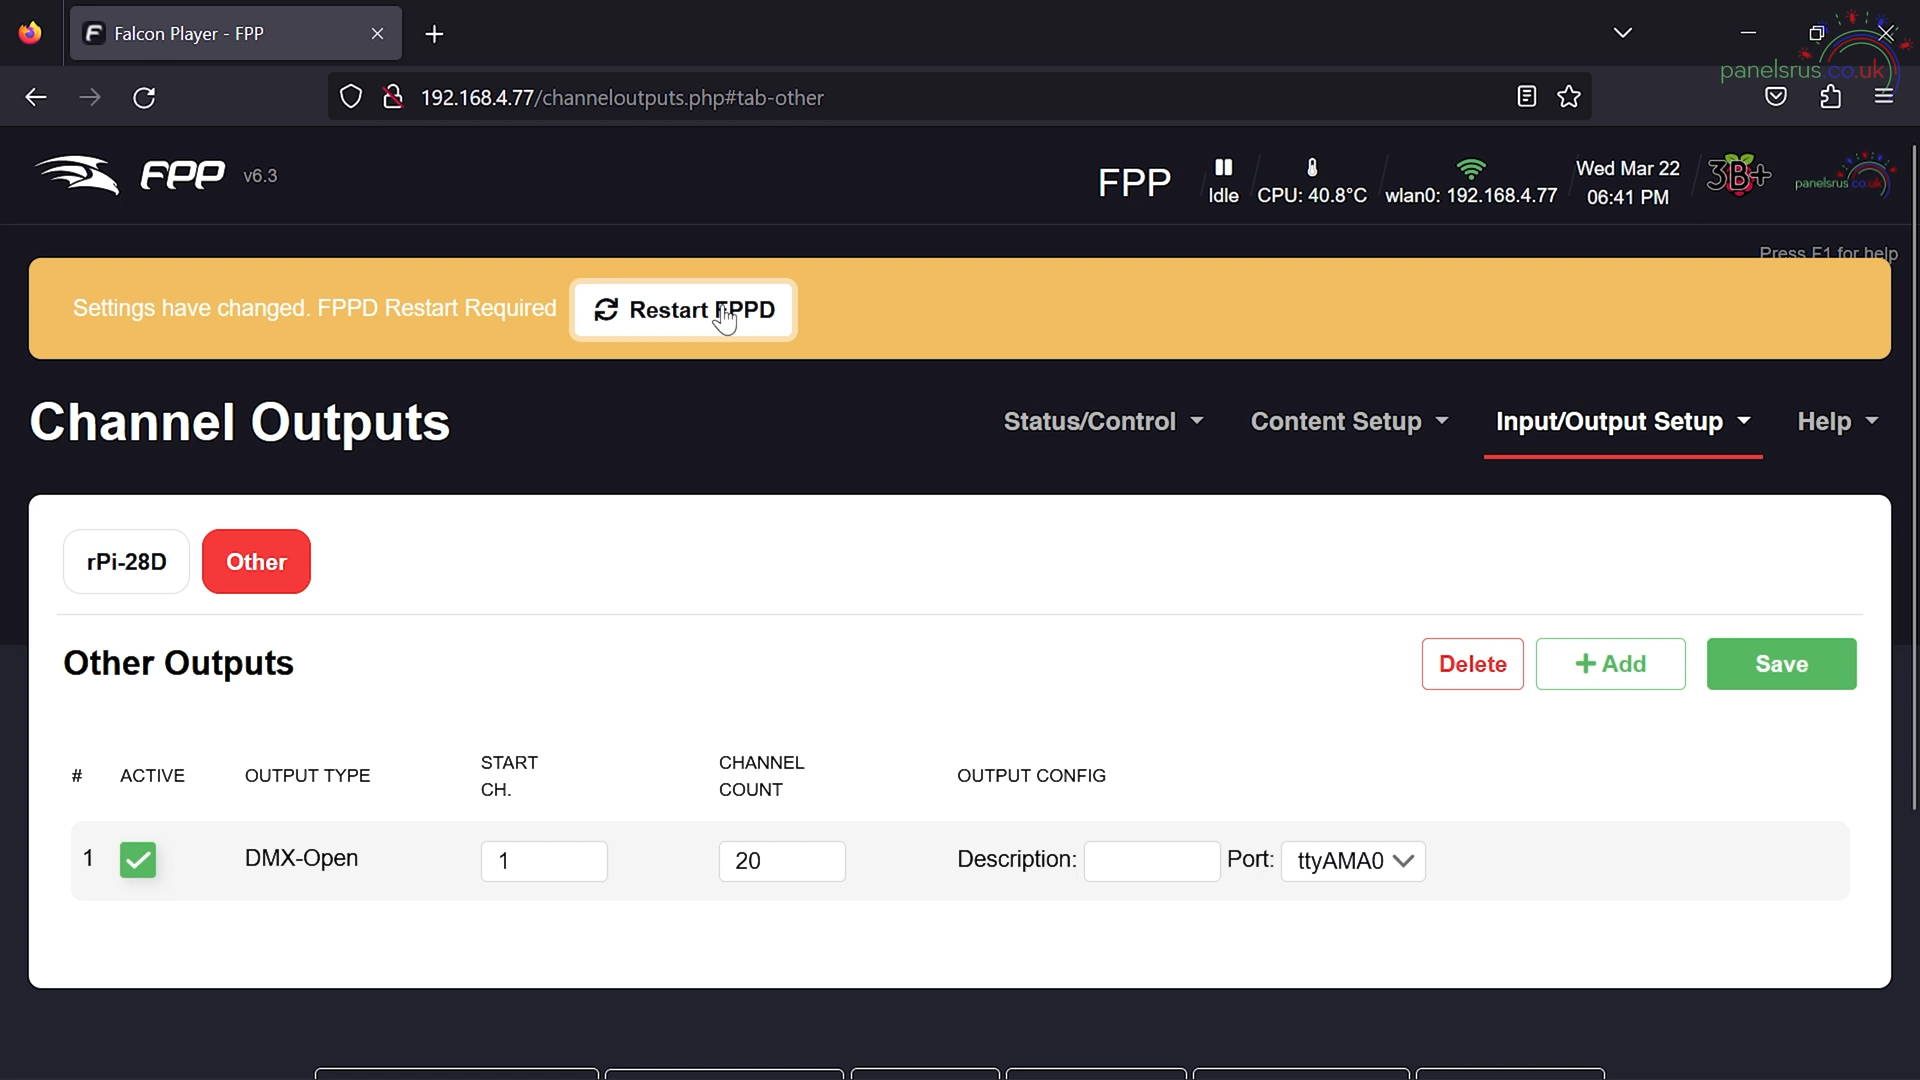 Falcon Player - FPP
panelsrus.co.uk
192.168.4.77/channeloutputs.php#tab-other
FPP v6.3
FPP
Idle
CPU: 40.8°C
wlan0: 192.168.4.77
Wed Mar 22
06:41 PM
3B+
panelsrus.co.uk
Press F1 for help
Settings have changed. FPPD Restart Required
Restart FPPD
Channel Outputs
Status/Control
Content Setup
Input/Output Setup
Help
rPi-28D
Other
Other Outputs
Delete
+ Add
Save
# ACTIVE OUTPUT TYPE START CH. CHANNEL COUNT OUTPUT CONFIG
1 DMX-Open 1 20 Description: Port: ttyAMA0